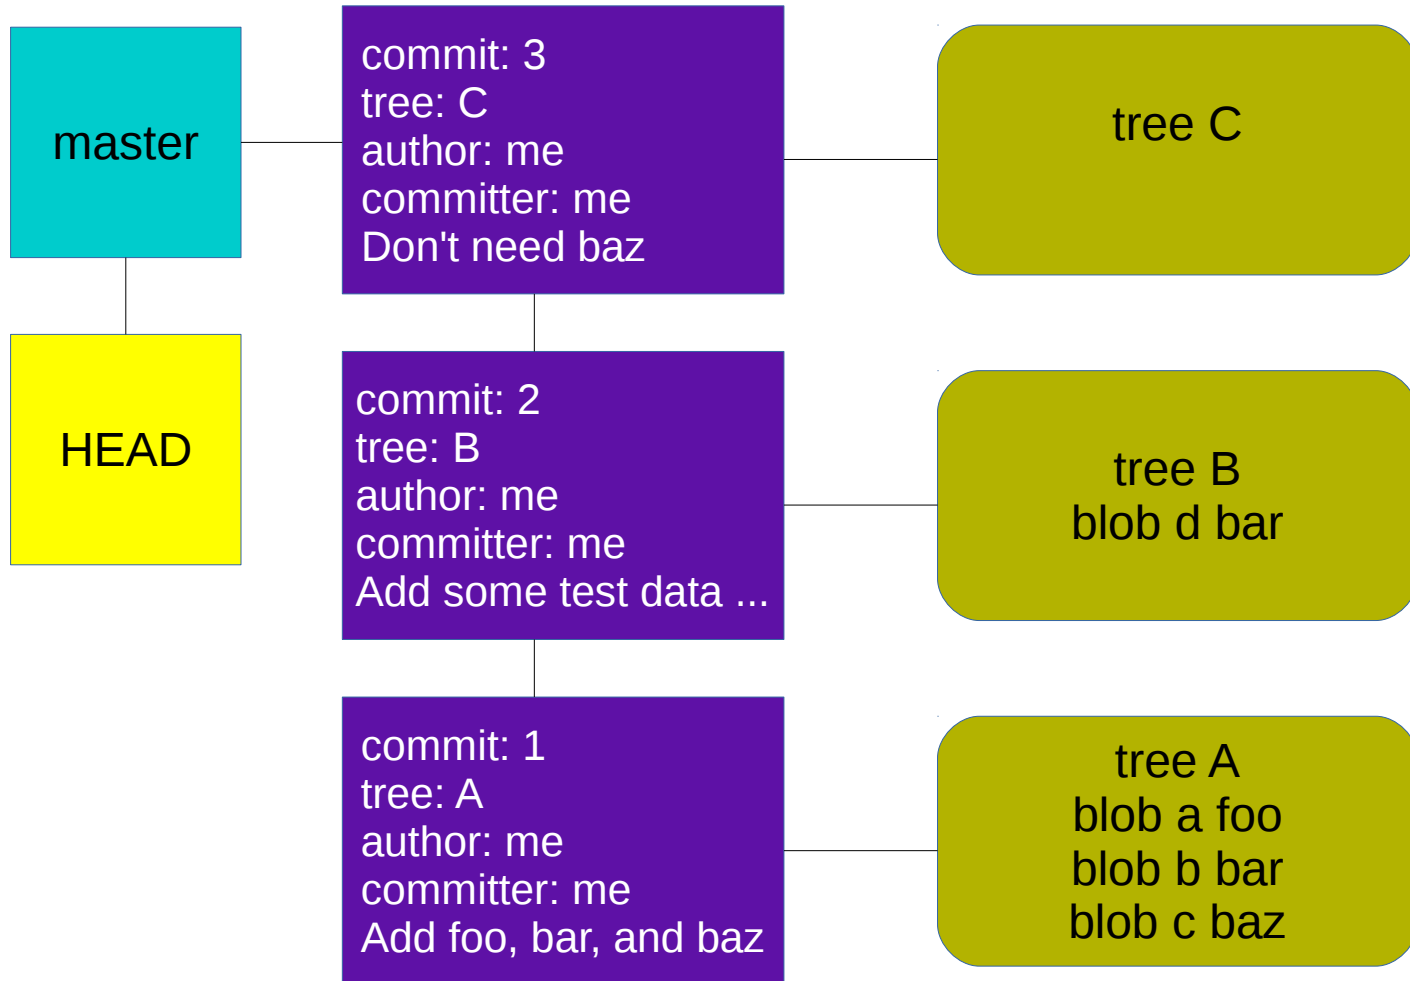 master
HEAD
commit: 3
tree: C
author: me
committer: me
Don't need baz
tree C
commit: 2
tree: B
author: me
committer: me
Add some test data ...
tree B
blob d bar
commit: 1
tree: A
author: me
committer: me
Add foo, bar, and baz
tree A
blob a foo
blob b bar
blob c baz